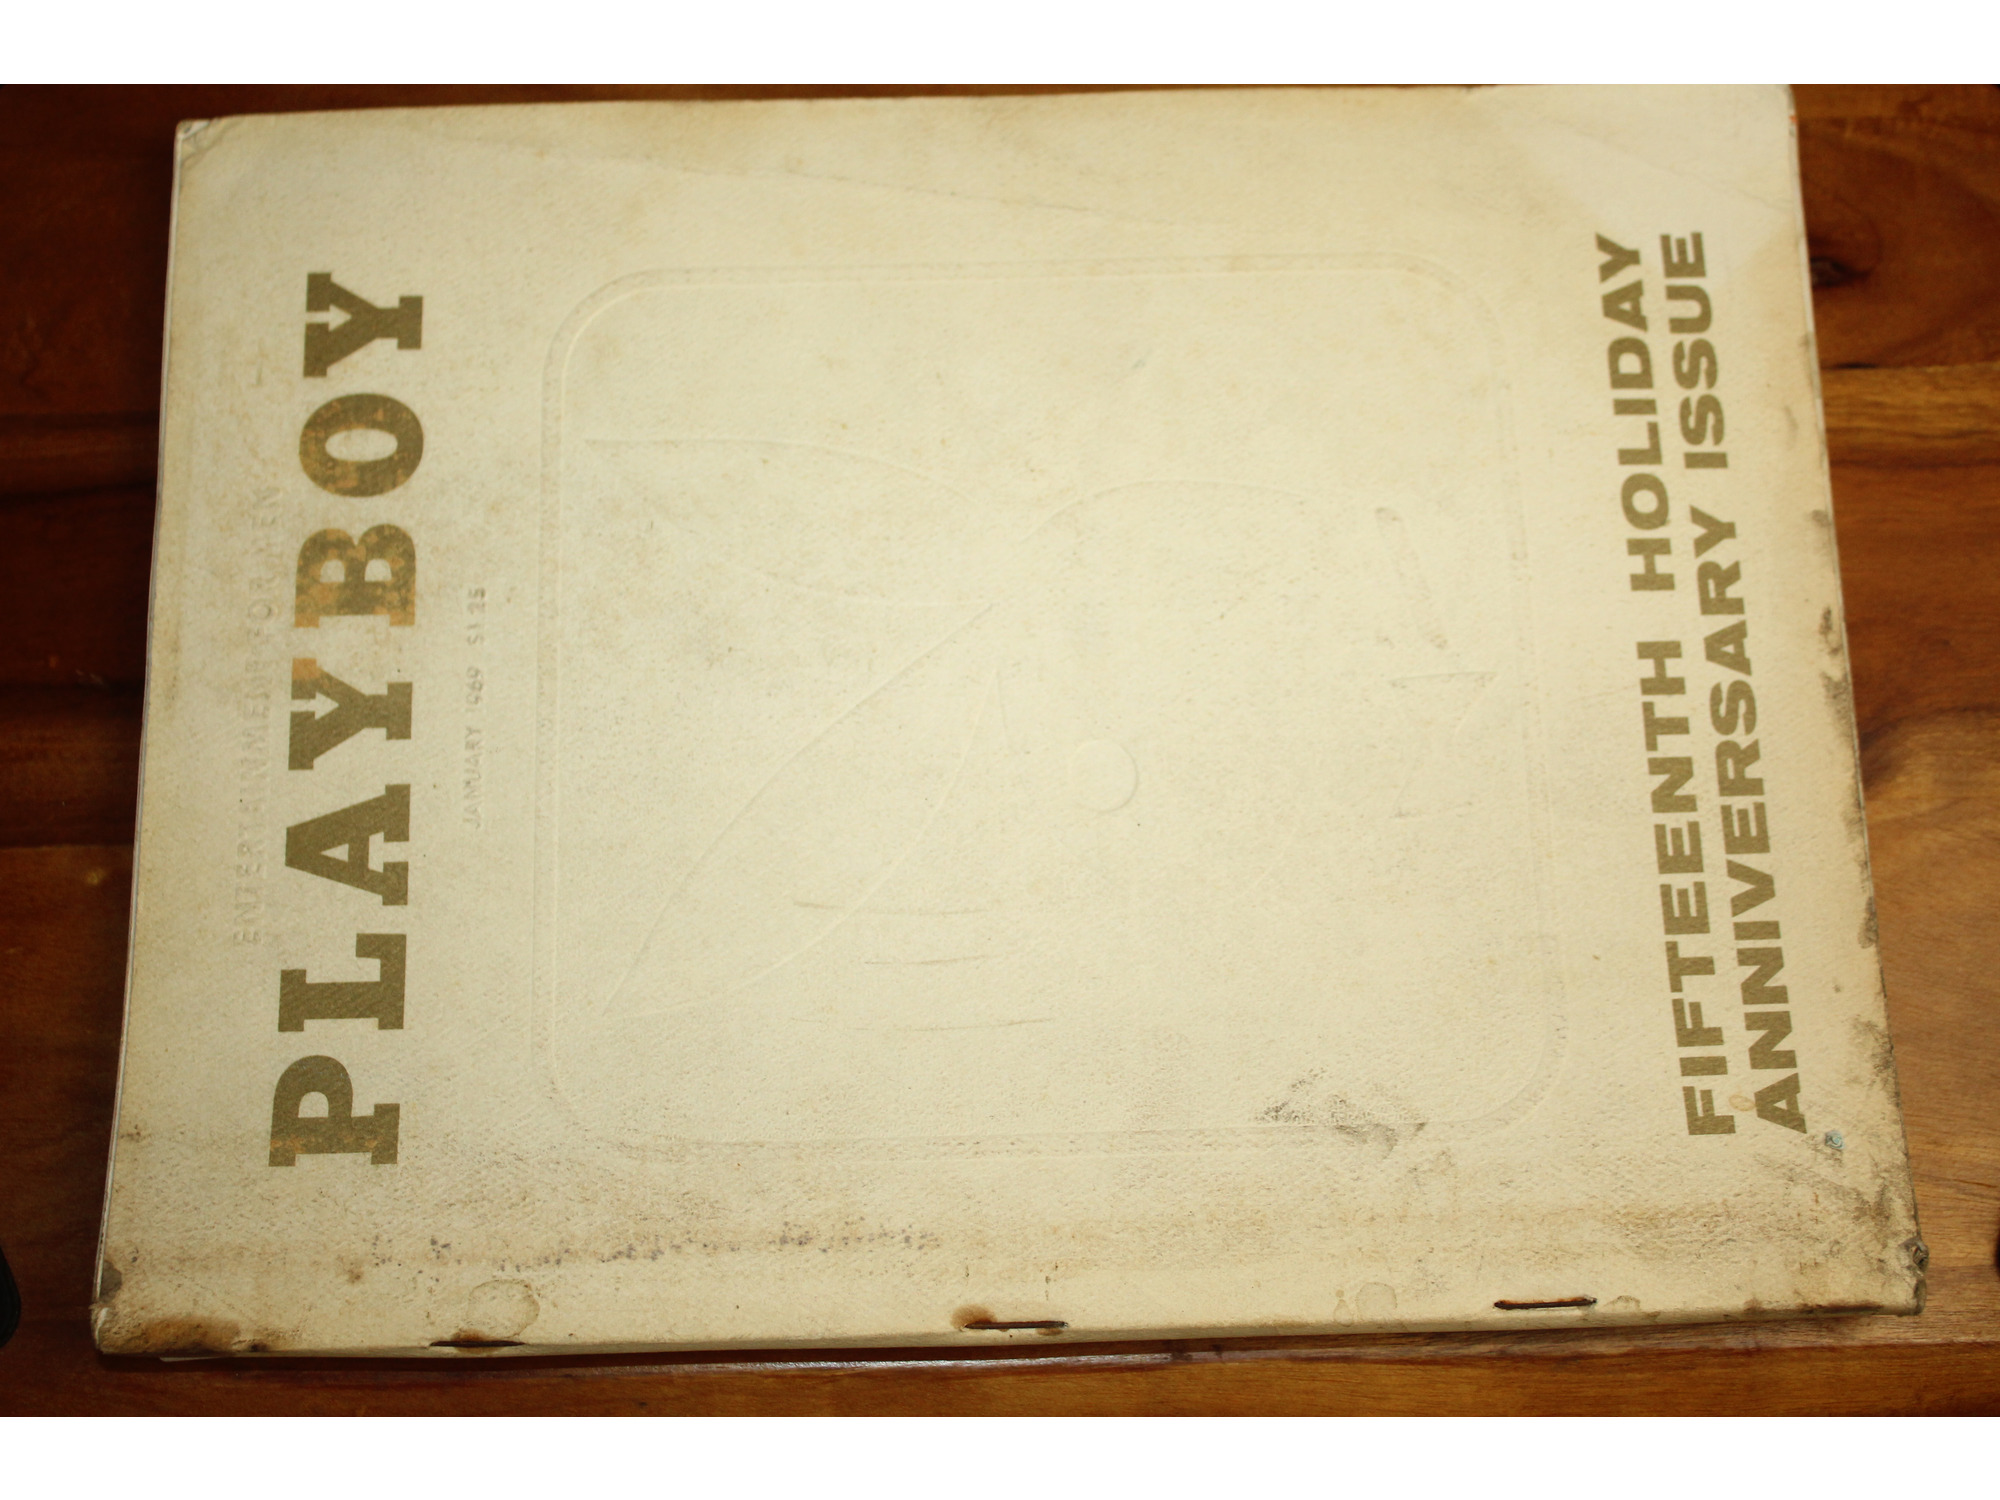 ENTERTAINMENT FOR MEN
PLAYBOY
JANUARY 1969 $1.25
FIFTEENTH HOLIDAY
ANNIVERSARY ISSUE